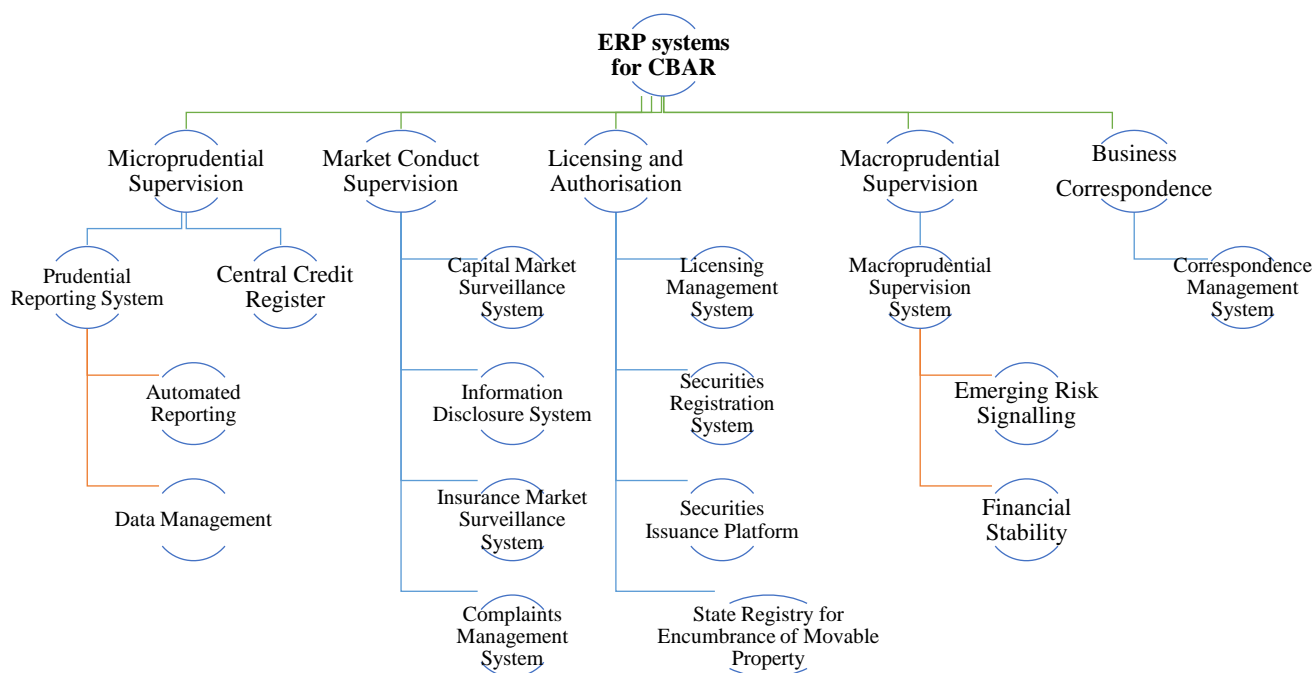 ERP systems
for CBAR
Microprudential
Supervision
Market Conduct
Supervision
Licensing and
Authorisation
Macroprudential
Supervision
Business
Correspondence
Prudential
Reporting System
Central Credit
Register
Capital Market
Surveillance
System
Licensing
Management
System
Macroprudential
Supervision
System
Correspondence
Management
System
Automated
Reporting
Information
Disclosure System
Securities
Registration
System
Emerging Risk
Signalling
Data Management
Insurance Market
Surveillance
System
Securities
Issuance Platform
Financial
Stability
Complaints
Management
System
State Registry for
Encumbrance of Movable
Property